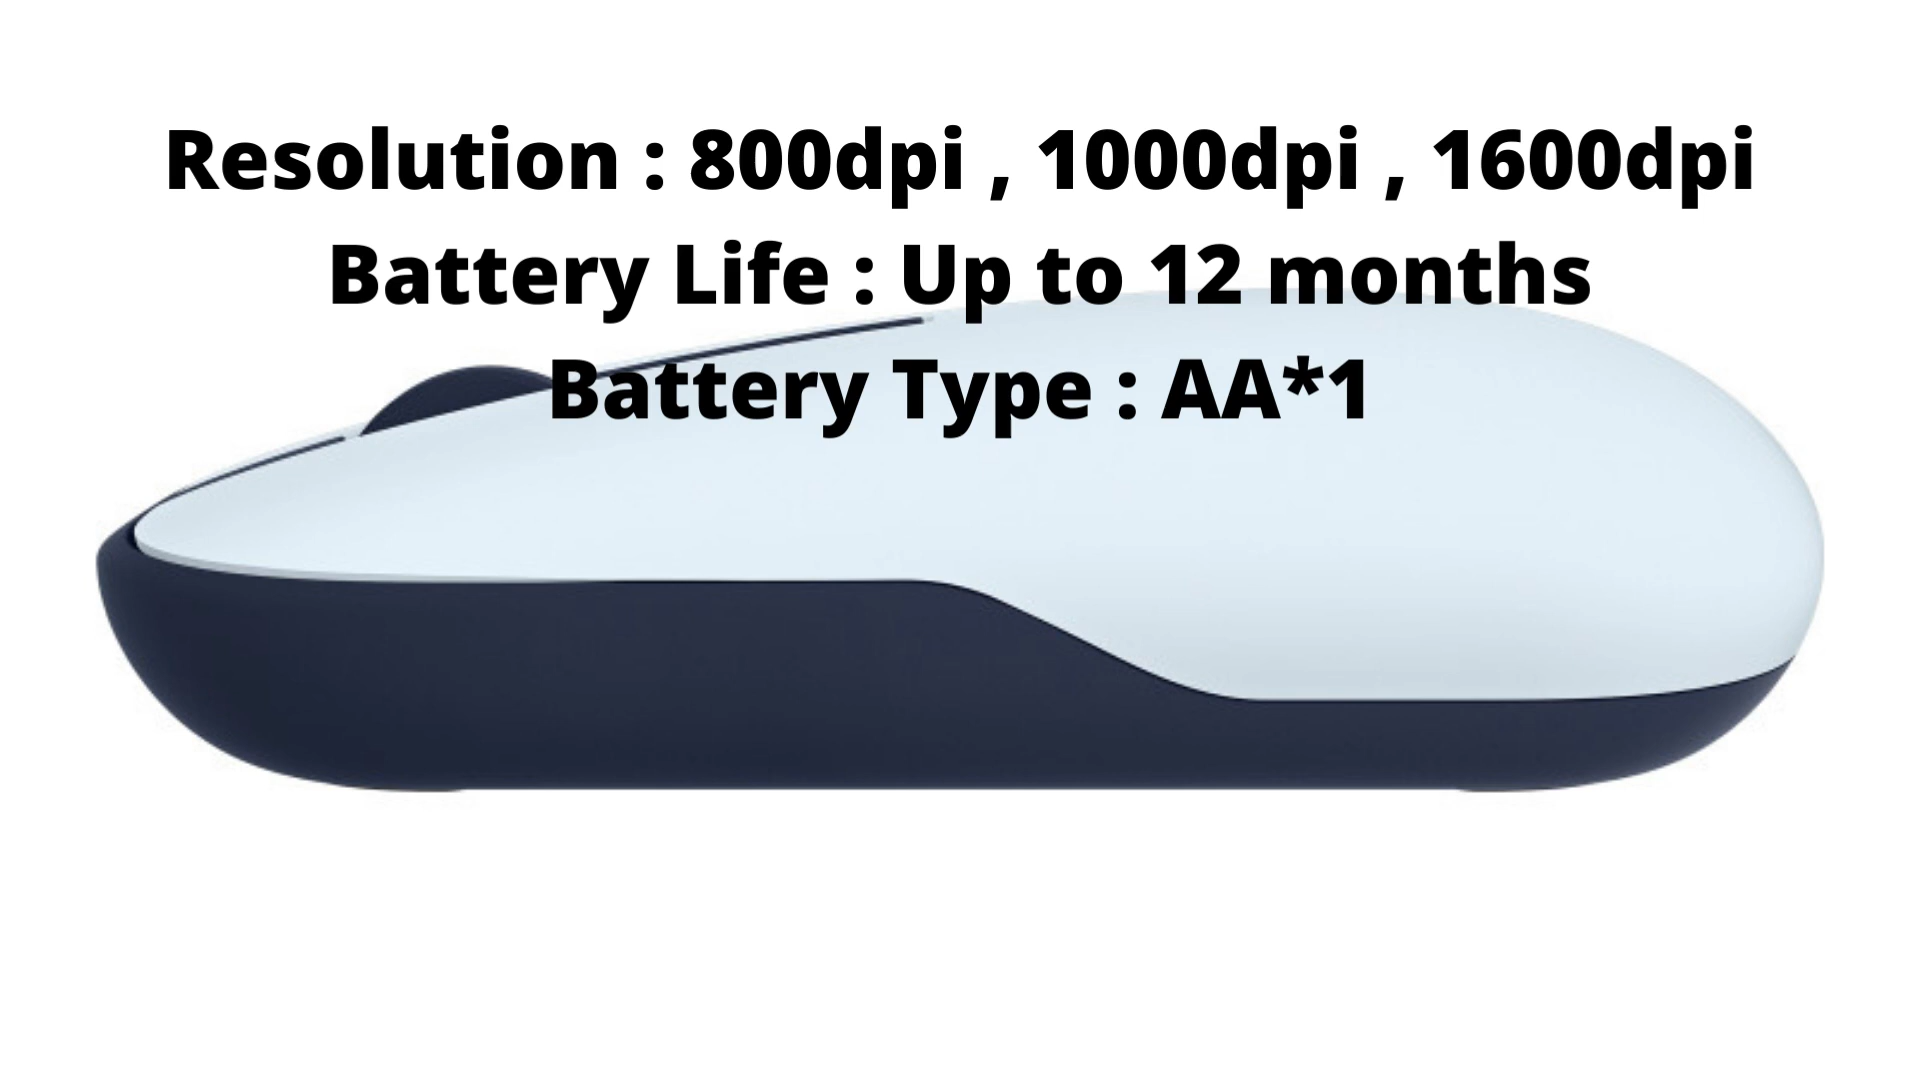 Resolution : 800dpi , 1000dpi , 1600dpi
Battery Life : Up to 12 months
Battery Type : AA*1